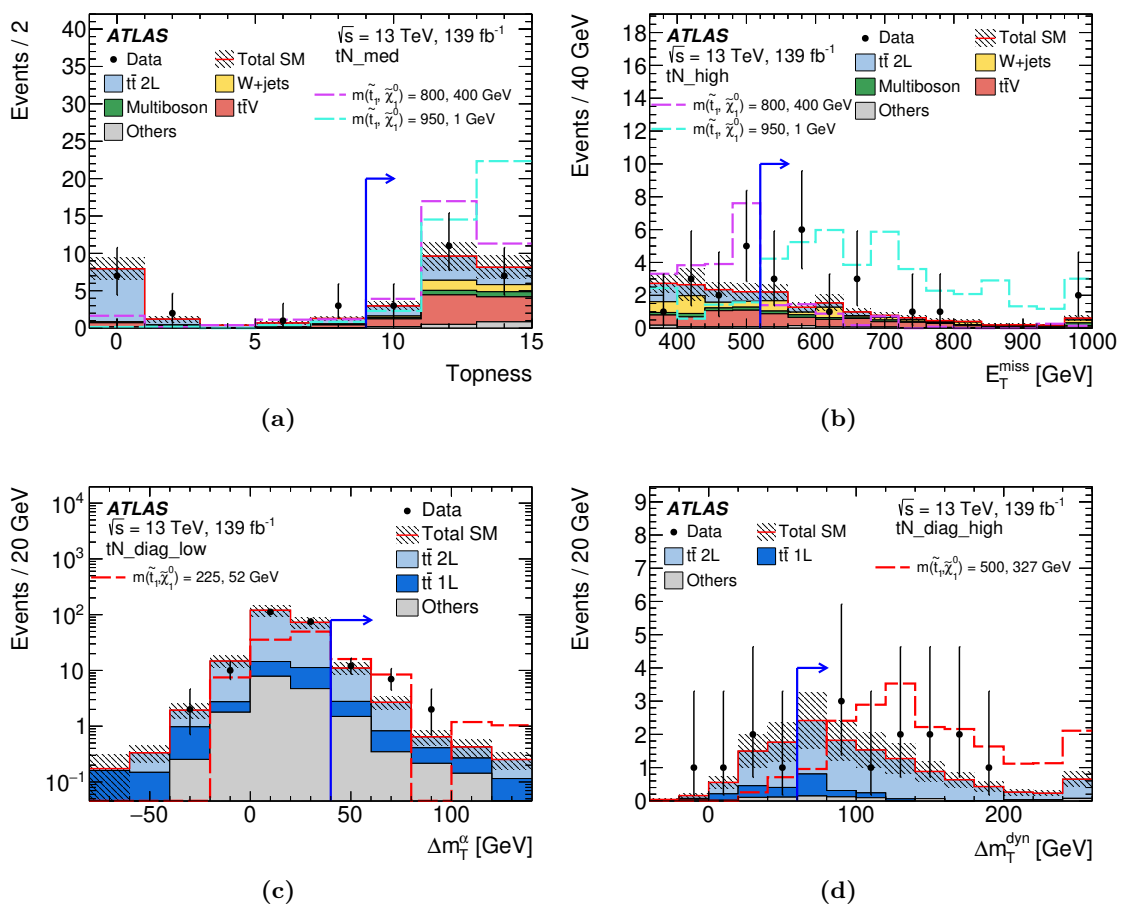 ATLAS
√s = 13 TeV, 139 fb⁻¹
tN_med
Data
Total SM
tt̄ 2L
W+jets
Multiboson
tt̄V
Others
m(t̃₁, χ̃₁⁰) = 800, 400 GeV
m(t̃₁, χ̃₁⁰) = 950, 1 GeV
Events / 2
40
35
30
25
20
15
10
5
0
0 5 10 15
Topness
(a)
ATLAS
√s = 13 TeV, 139 fb⁻¹
tN_high
Data
Total SM
tt̄ 2L
W+jets
Multiboson
tt̄V
Others
m(t̃₁, χ̃₁⁰) = 800, 400 GeV
m(t̃₁, χ̃₁⁰) = 950, 1 GeV
Events / 40 GeV
18
16
14
12
10
8
6
4
2
0
400 500 600 700 800 900 1000
E_T^miss [GeV]
(b)
ATLAS
√s = 13 TeV, 139 fb⁻¹
tN_diag_low
m(t̃₁, χ̃₁⁰) = 225, 52 GeV
Data
Total SM
tt̄ 2L
tt̄ 1L
Others
Events / 20 GeV
10⁴
10³
10²
10
1
10⁻¹
−50 0 50 100
Δm_T^α [GeV]
(c)
ATLAS
√s = 13 TeV, 139 fb⁻¹
tN_diag_high
Data
Total SM
tt̄ 2L
tt̄ 1L
Others
m(t̃₁, χ̃₁⁰) = 500, 327 GeV
Events / 20 GeV
9
8
7
6
5
4
3
2
1
0
0 100 200
Δm_T^dyn [GeV]
(d)